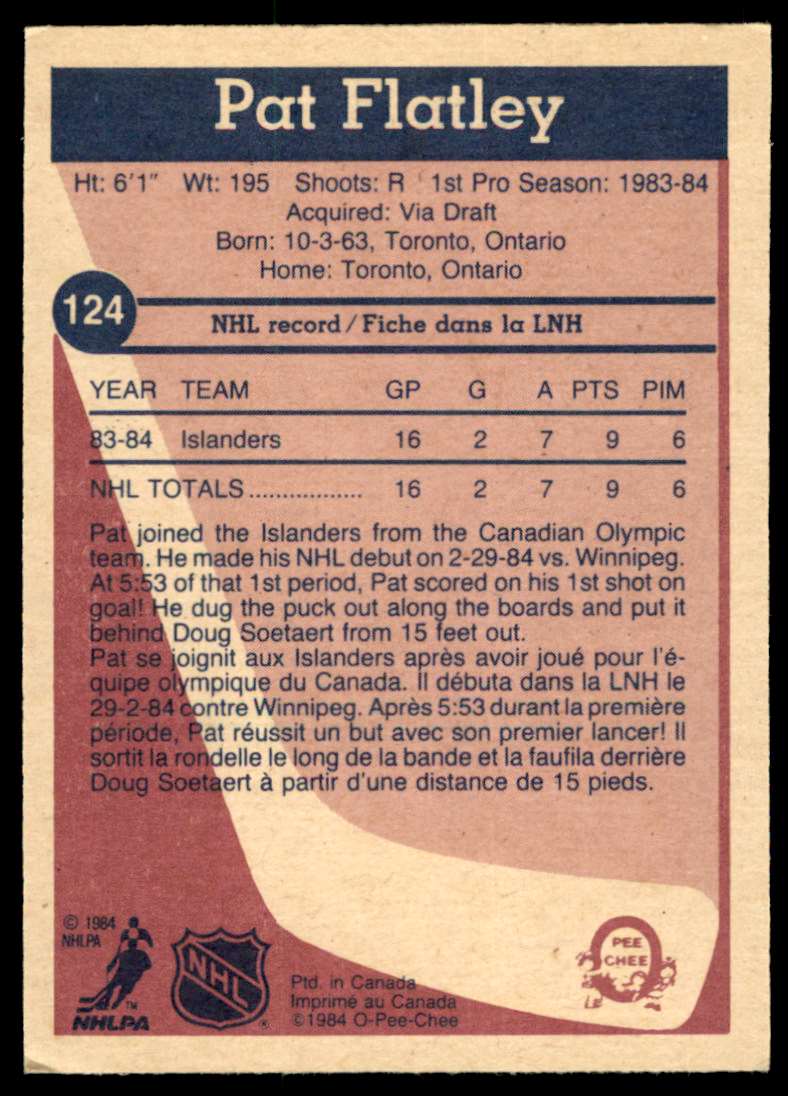 Pat Flatley
Ht: 6'1" Wt: 195 Shoots: R 1st Pro Season: 1983-84
Acquired: Via Draft
Born: 10-3-63, Toronto, Ontario
Home: Toronto, Ontario
124
NHL record/Fiche dans la LNH
YEAR TEAM GP G A PTS PIM
83-84 Islanders 16 2 7 9 6
NHL TOTALS................. 16 2 7 9 6
Pat joined the Islanders from the Canadian Olympic
team. He made his NHL debut on 2-29-84 vs. Winnipeg.
At 5:53 of that 1st period, Pat scored on his 1st shot on
goal! He dug the puck out along the boards and put it
behind Doug Soetaert from 15 feet out.
Pat se joignit aux Islanders après avoir joué pour l'é-
quipe olympique du Canada. Il débuta dans la LNH le
29-2-84 contre Winnipeg. Après 5:53 durant la première
période, Pat réussit un but avec son premier lancer! Il
sortit la rondelle le long de la bande et la faufila derrière
Doug Soetaert à partir d'une distance de 15 pieds.
© 1984
NHLPA
TM
NHLPA
NHL
®
Ptd. in Canada
Imprimé au Canada
©1984 O-Pee-Chee
PEE
CHEE